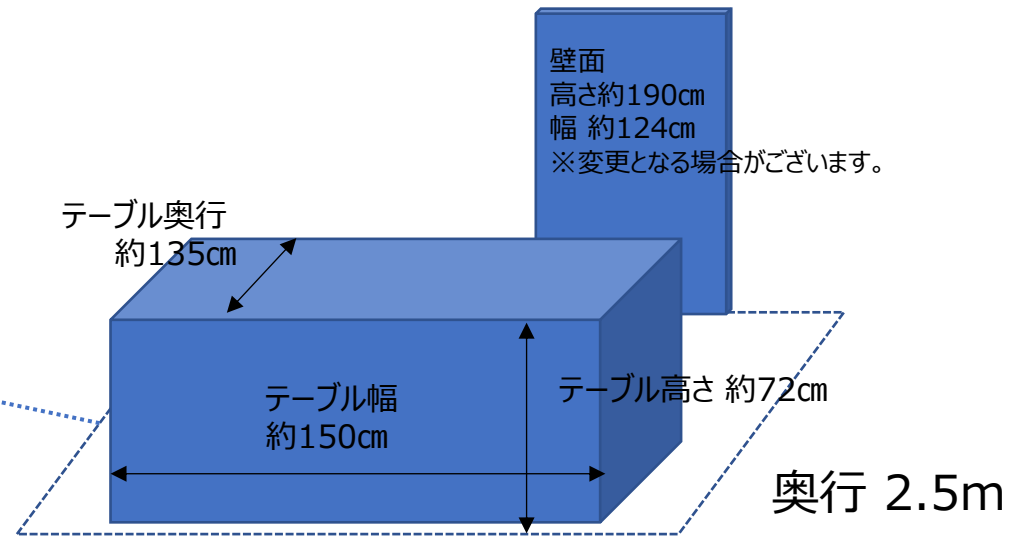 壁面
高さ約190㎝
幅 約124㎝
※変更となる場合がございます。
テーブル奥行
約135㎝
テーブル幅
約150㎝
テーブル高さ 約72㎝
奥行 2.5m